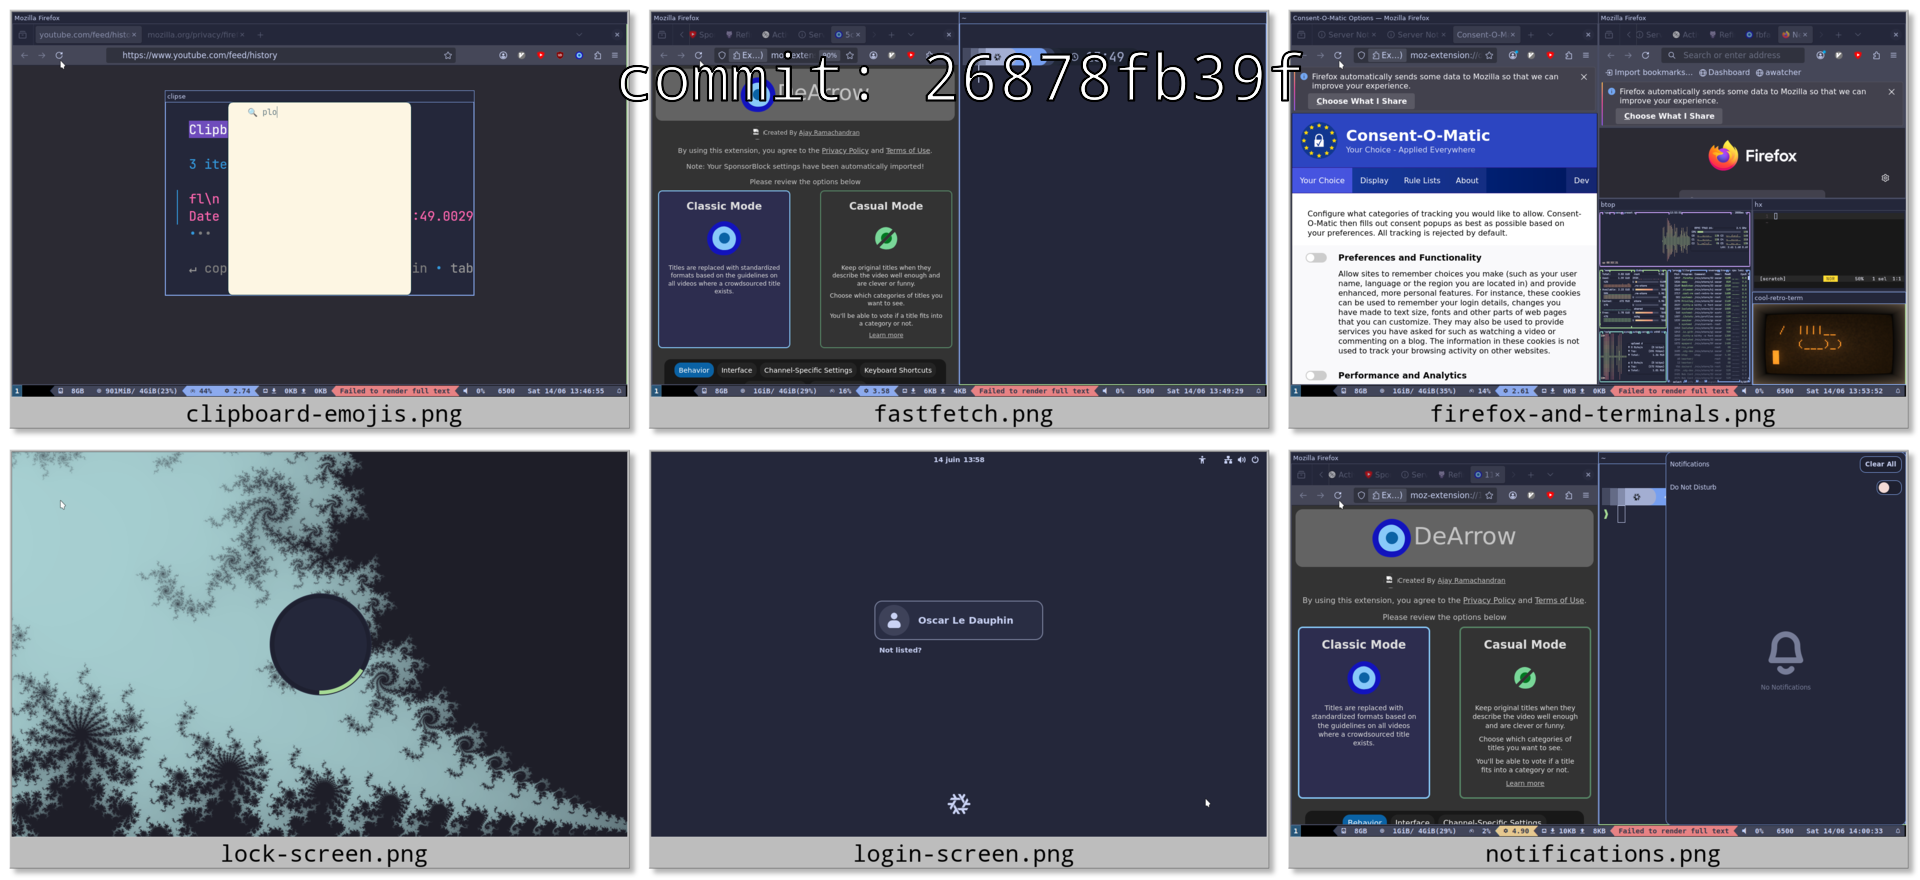 commit: 26878fb39f
Mozilla Firefox
youtube.com/feed/hist
mozilla.org/privacy/firef
https://www.youtube.com/feed/history
clipse
Clipb
plo
3 ite
fl\n
Date
:49.0029
↵ cop
in • tab
1
8GB
901MiB/ 4GiB(23%)
44%
2.74
0KB
0KB
Failed to render full text
0%
6500
Sat 14/06 13:46:55
clipboard-emojis.png
Mozilla Firefox
~
Ex...)
moz-exten
90%
DeArrow
Created By Ajay Ramachandran
By using this extension, you agree to the Privacy Policy and Terms of Use.
Note: Your SponsorBlock settings have been automatically imported!
Please review the options below
Classic Mode
Titles are replaced with standardized
formats based on the guidelines on
all videos where a crowdsourced title
exists.
Casual Mode
Keep original titles when they
describe the video well enough
and are clever or funny.
Choose which categories of titles you
want to see.
You'll be able to vote if a title fits into
a category or not.
Learn more
Behavior
Interface
Channel-Specific Settings
Keyboard Shortcuts
1
8GB
1GiB/ 4GiB(29%)
16%
3.58
6KB
4KB
Failed to render full text
0%
6500
Sat 14/06 13:49:29
fastfetch.png
Consent-O-Matic Options — Mozilla Firefox
Server Not
Server Not
Consent-O-M
moz-extension://
Firefox automatically sends some data to Mozilla so that we can
improve your experience.
Choose What I Share
Consent-O-Matic
Your Choice - Applied Everywhere
Your Choice
Display
Rule Lists
About
Dev
Configure what categories of tracking you would like to allow. Consent-
O-Matic then fills out consent popups as best as possible based on
your preferences. All tracking is rejected by default.
Preferences and Functionality
Allow sites to remember choices you make (such as your user
name, language or the region you are located in) and provide
enhanced, more personal features. For instance, these cookies
can be used to remember your login details, changes you
have made to text size, fonts and other parts of web pages
that you can customize. They may also be used to provide
services you have asked for such as watching a video or
commenting on a blog. The information in these cookies is not
used to track your browsing activity on other websites.
Performance and Analytics
Mozilla Firefox
Search or enter address
Import bookmarks...
Dashboard
awatcher
Firefox automatically sends some data to Mozilla so that we can
improve your experience.
Choose What I Share
Firefox
btop
hx
[scratch]
50%
1 sel
1:1
cool-retro-term
1
8GB
1GiB/ 4GiB(35%)
14%
2.61
0KB
0KB
Failed to render full text
0%
6500
Sat 14/06 13:53:52
firefox-and-terminals.png
lock-screen.png
14 juin 13:58
Oscar Le Dauphin
Not listed?
login-screen.png
Mozilla Firefox
~
Ex...)
moz-extension://
DeArrow
Created By Ajay Ramachandran
By using this extension, you agree to the Privacy Policy and Terms of Use.
Please review the options below
Classic Mode
Titles are replaced with
standardized formats based on
the guidelines on all videos
where a crowdsourced title
exists.
Casual Mode
Keep original titles when they
describe the video well enough
and are clever or funny.
Choose which categories of
titles you want to see.
You'll be able to vote if a title
fits into a category or not.
Learn more
Behavior
Interface
Channel-Specific Settings
Notifications
Clear All
Do Not Disturb
No Notifications
1
8GB
1GiB/ 4GiB(29%)
2%
4.90
10KB
8KB
Failed to render full text
0%
6500
Sat 14/06 14:00:33
notifications.png